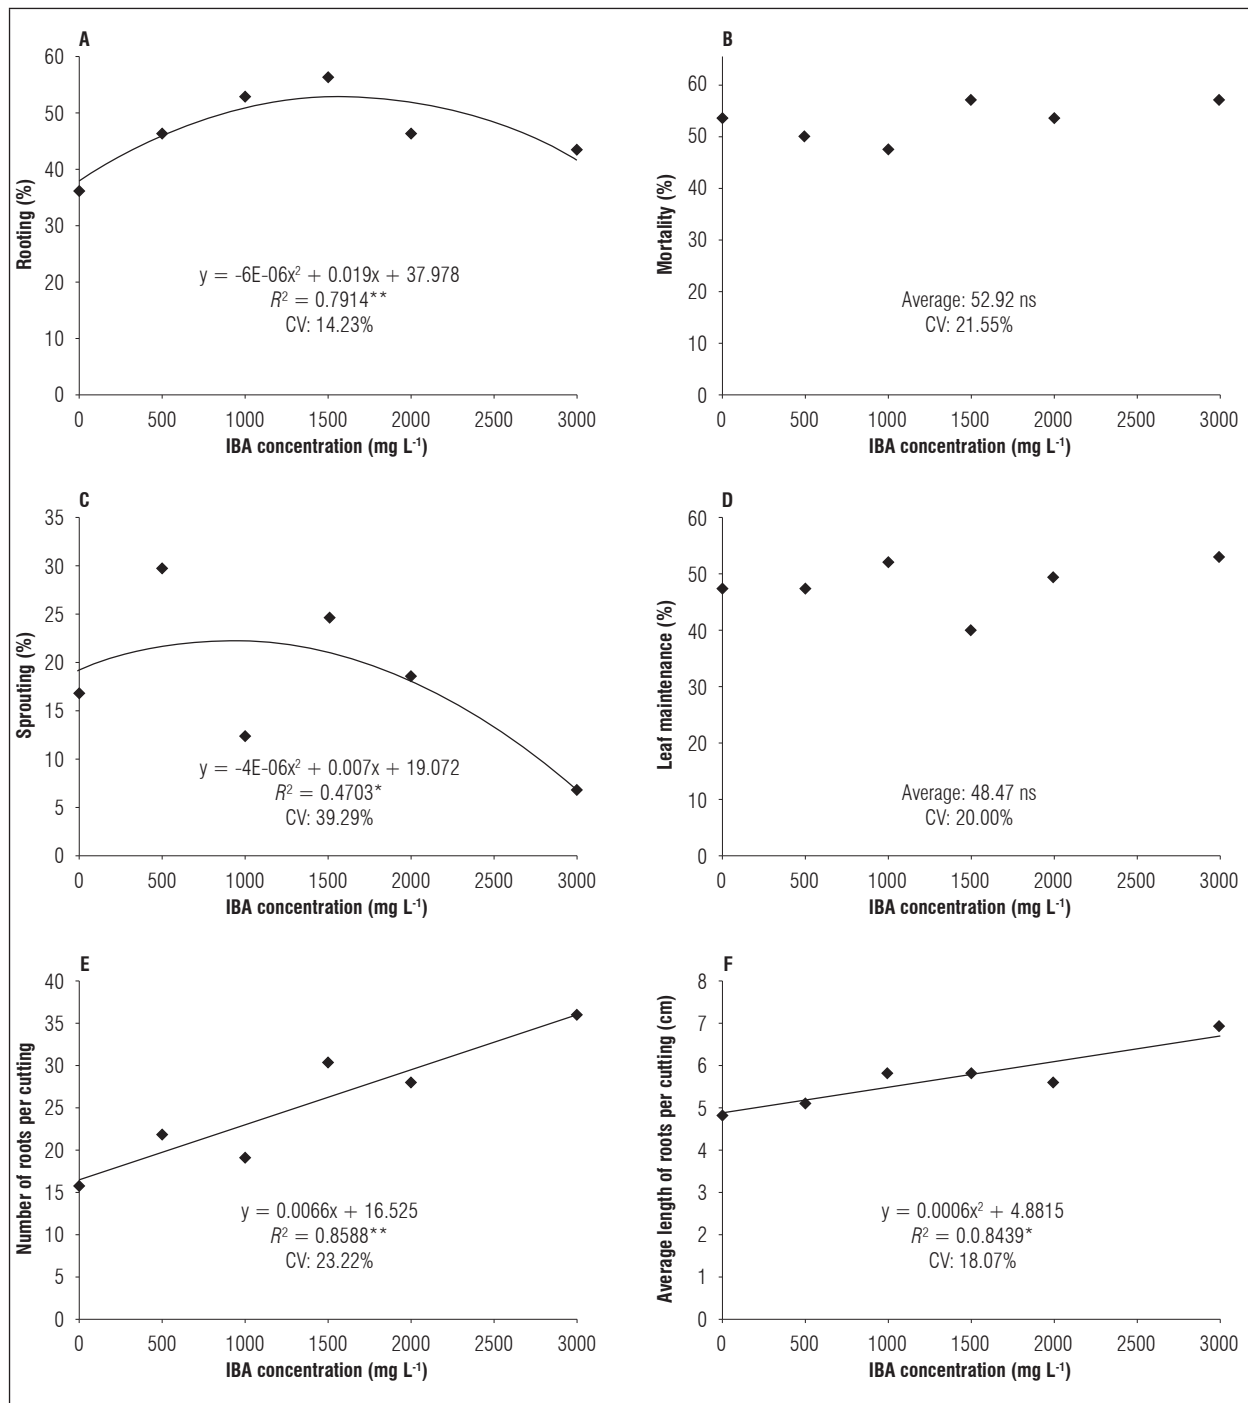 A
60
50
40
30
20
10
0
Rooting (%)
y = -6E-06x² + 0.019x + 37.978
R² = 0.7914**
CV: 14.23%
0 500 1000 1500 2000 2500 3000
IBA concentration (mg L⁻¹)
B
60
50
40
30
20
10
0
Mortality (%)
Average: 52.92 ns
CV: 21.55%
0 500 1000 1500 2000 2500 3000
IBA concentration (mg L⁻¹)
C
35
30
25
20
15
10
5
0
Sprouting (%)
y = -4E-06x² + 0.007x + 19.072
R² = 0.4703*
CV: 39.29%
0 500 1000 1500 2000 2500 3000
IBA concentration (mg L⁻¹)
D
60
50
40
30
20
10
0
Leaf maintenance (%)
Average: 48.47 ns
CV: 20.00%
0 500 1000 1500 2000 2500 3000
IBA concentration (mg L⁻¹)
E
40
35
30
25
20
15
10
5
0
Number of roots per cutting
y = 0.0066x + 16.525
R² = 0.8588**
CV: 23.22%
0 500 1000 1500 2000 2500 3000
IBA concentration (mg L⁻¹)
F
8
7
6
5
4
3
2
1
0
Average length of roots per cutting (cm)
y = 0.0006x² + 4.8815
R² = 0.0.8439*
CV: 18.07%
0 500 1000 1500 2000 2500 3000
IBA concentration (mg L⁻¹)